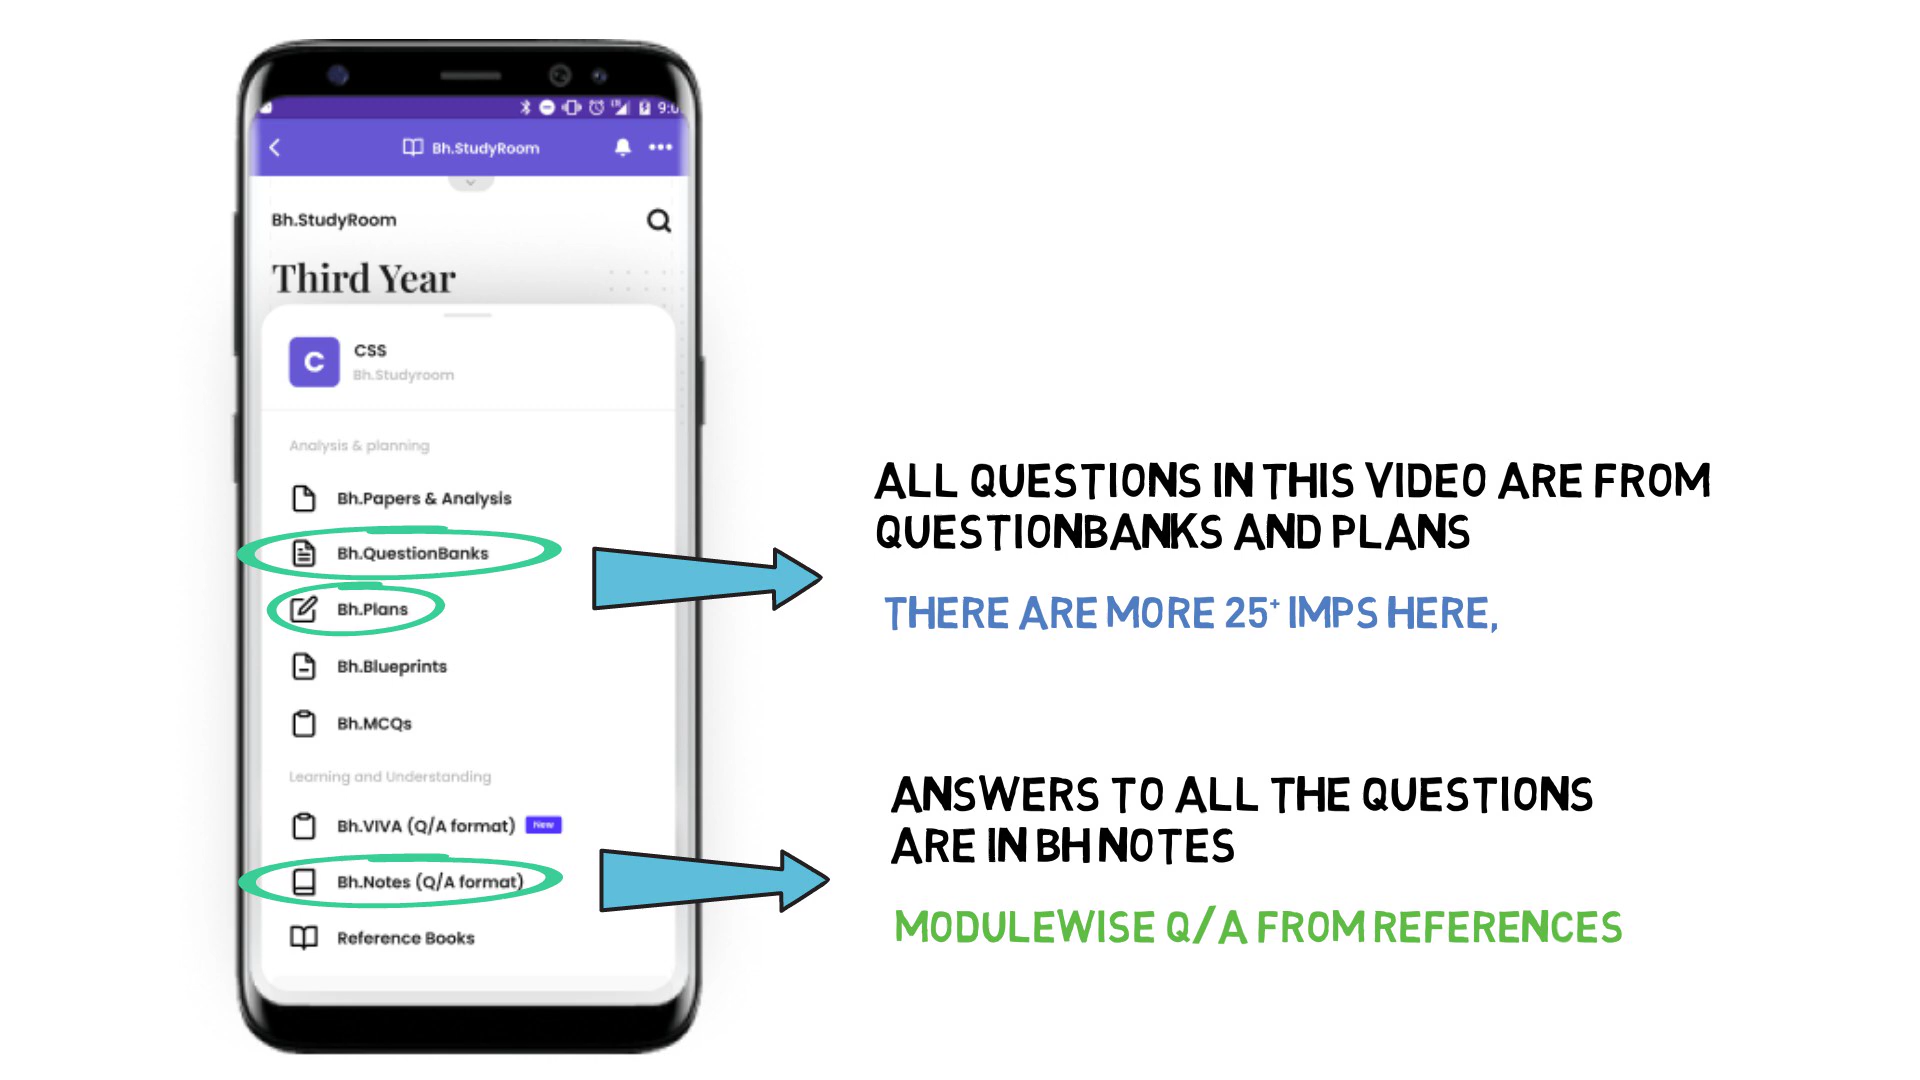 9:0
Bh.StudyRoom
Bh.StudyRoom
Third Year
C
CSS
Bh.Studyroom
Analysis & planning
Bh.Papers & Analysis
Bh.QuestionBanks
Bh.Plans
Bh.Blueprints
Bh.MCQs
Learning and Understanding
Bh.VIVA (Q/A format) New
Bh.Notes (Q/A format)
Reference Books
ALL QUESTIONS IN THIS VIDEO ARE FROM
QUESTIONBANKS AND PLANS
THERE ARE MORE 25+ IMPS HERE,
ANSWERS TO ALL THE QUESTIONS
ARE IN BH NOTES
MODULEWISE Q/A FROM REFERENCES